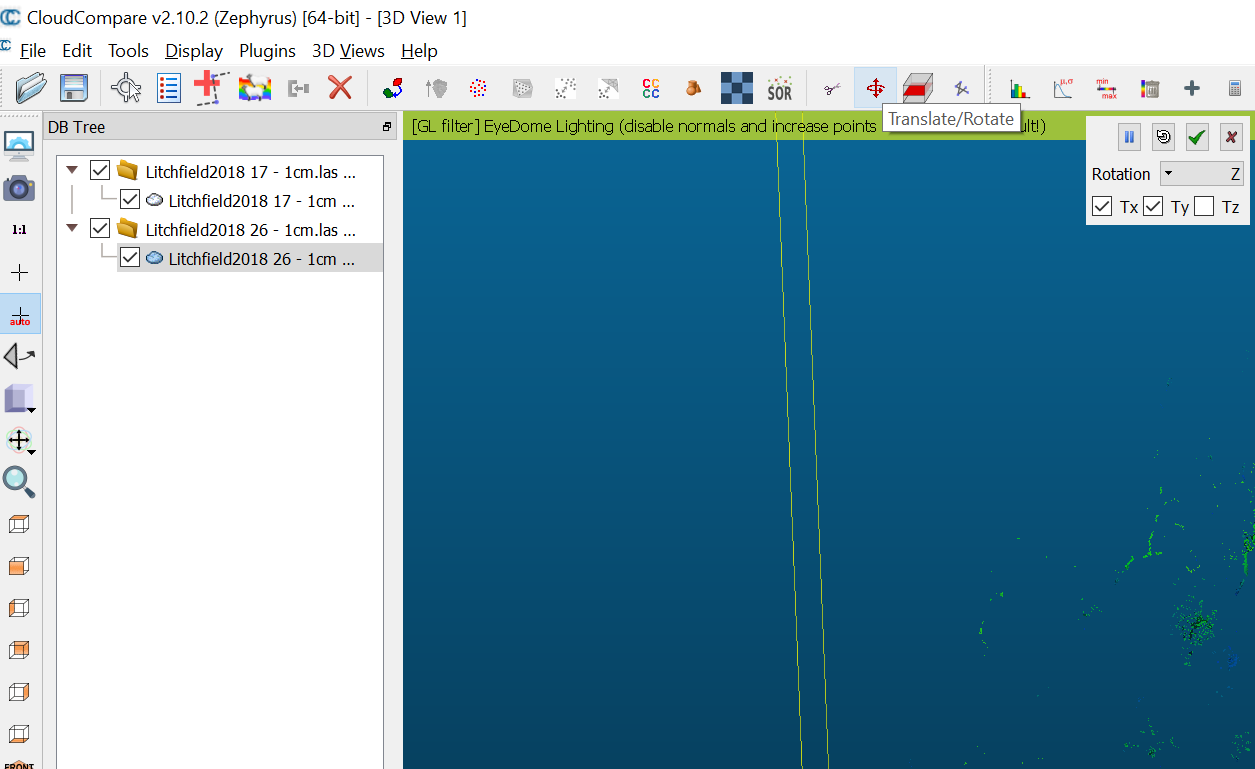 CloudCompare v2.10.2 (Zephyrus) [64-bit] - [3D View 1]
File Edit Tools Display Plugins 3D Views Help
CC
CC
SOR
μ,σ
min
max
Translate/Rotate
DB Tree
[GL filter] EyeDome Lighting (disable normals and increase points ult!)
Litchfield2018 17 - 1cm.las ...
Litchfield2018 17 - 1cm ...
Litchfield2018 26 - 1cm.las ...
Litchfield2018 26 - 1cm ...
Rotation Z
Tx Ty Tz
1:1
auto
FRONT